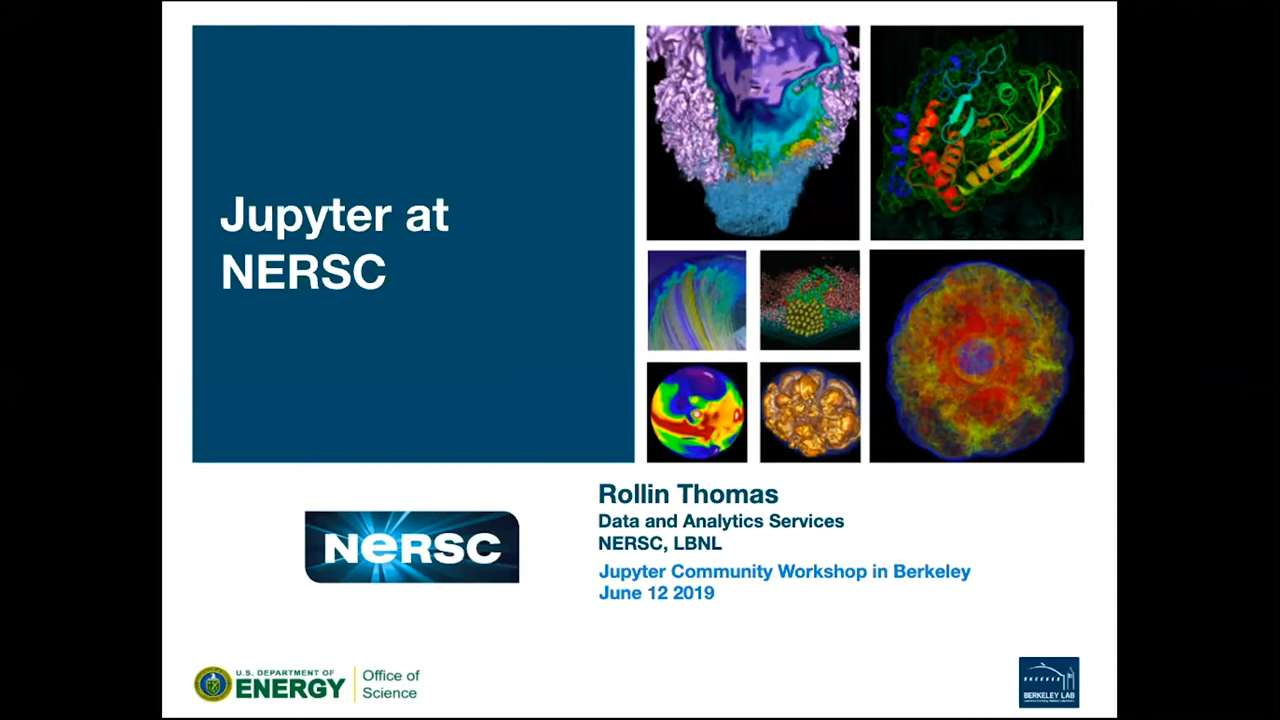 Jupyter at
NERSC
Rollin Thomas
Data and Analytics Services
NERSC, LBNL
Jupyter Community Workshop in Berkeley
June 12 2019
NERSC
U.S. DEPARTMENT OF
ENERGY
Office of
Science
BERKELEY LAB